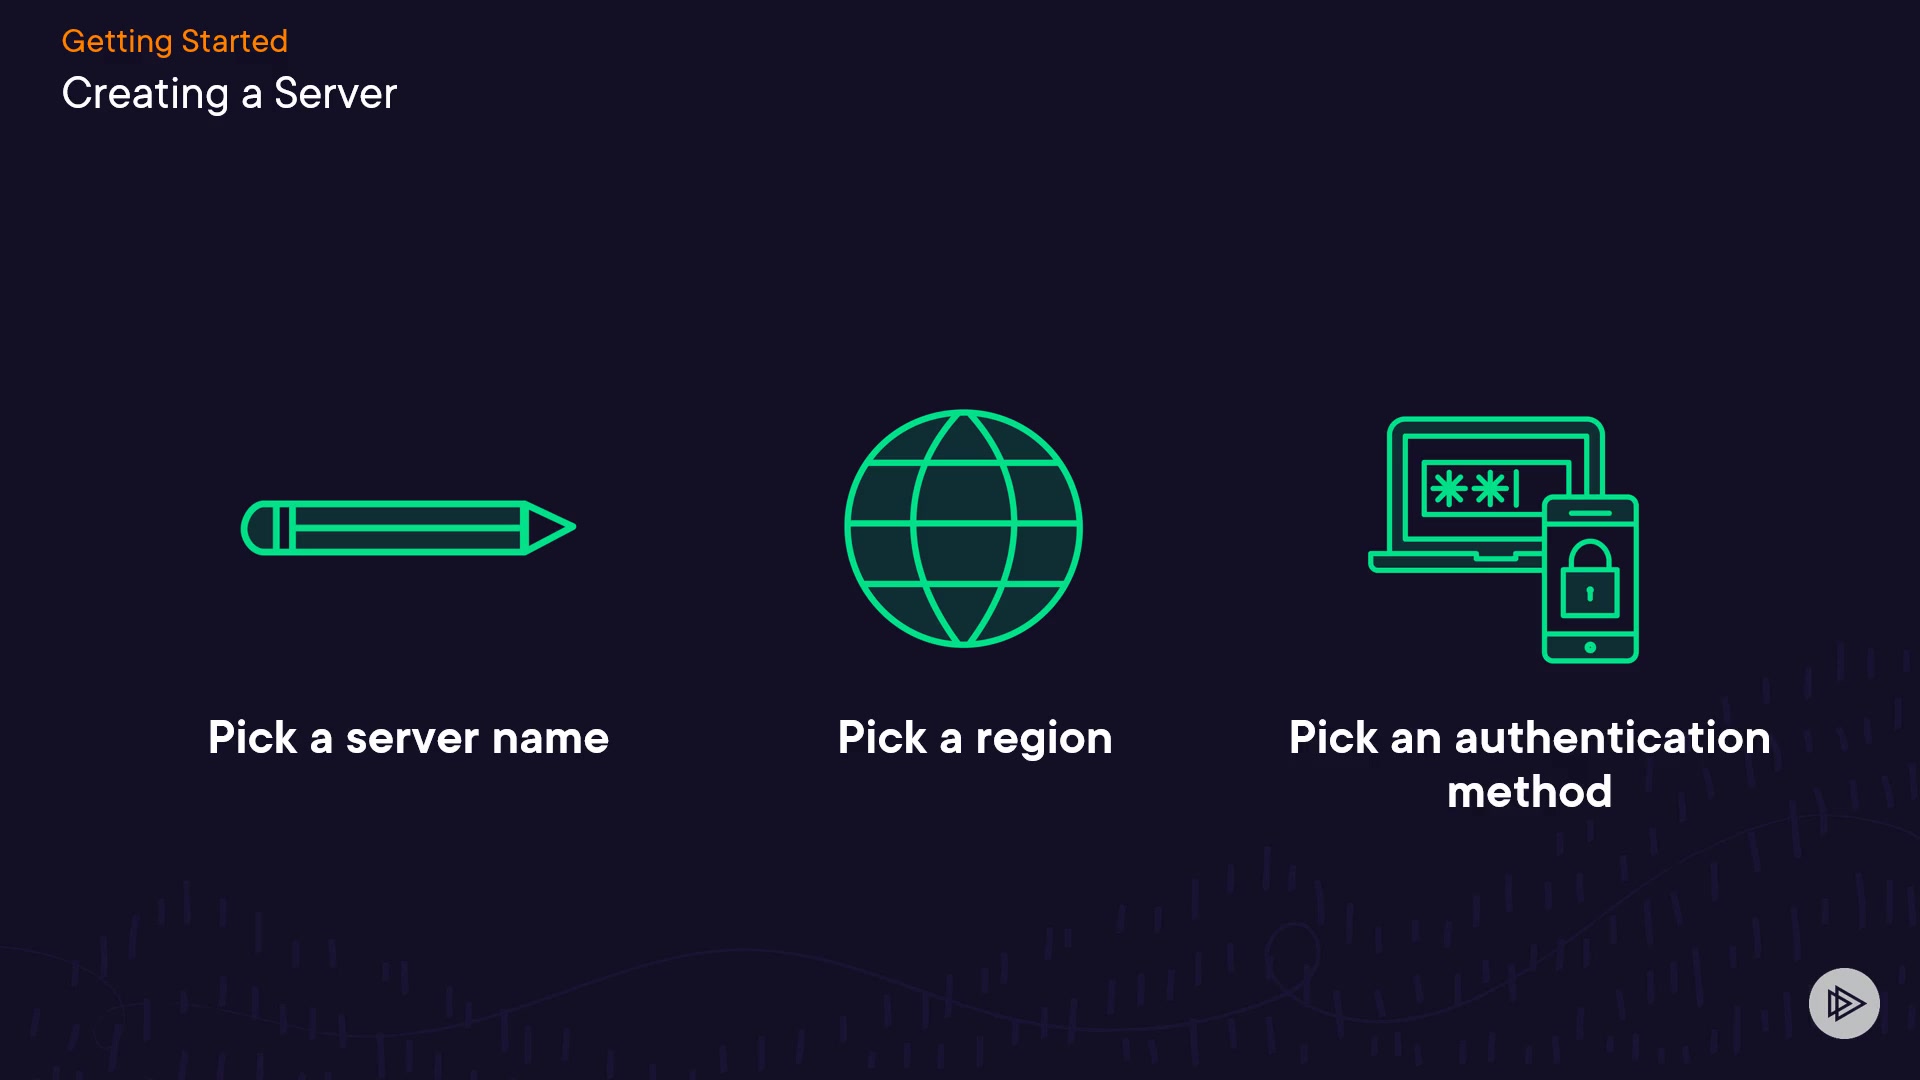 Getting Started
Creating a Server
Pick a server name
Pick a region
Pick an authentication
method